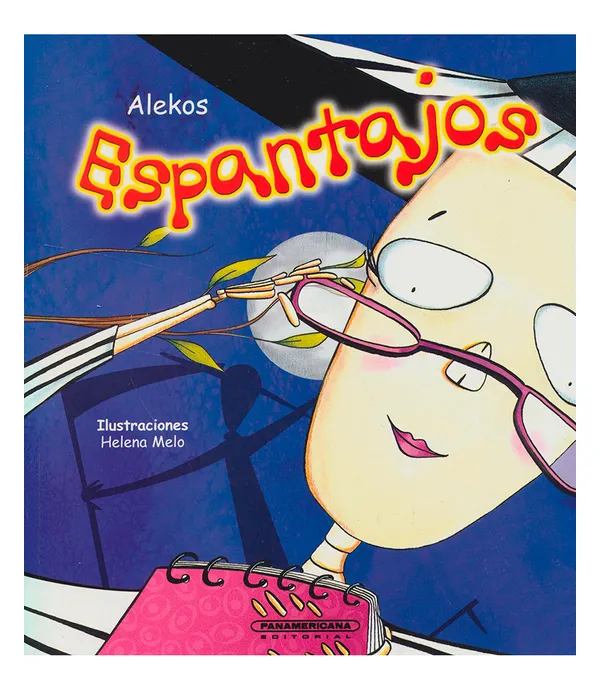 Alekos
Espantajos
Ilustraciones
Helena Melo
PANAMERICANA
EDITORIAL